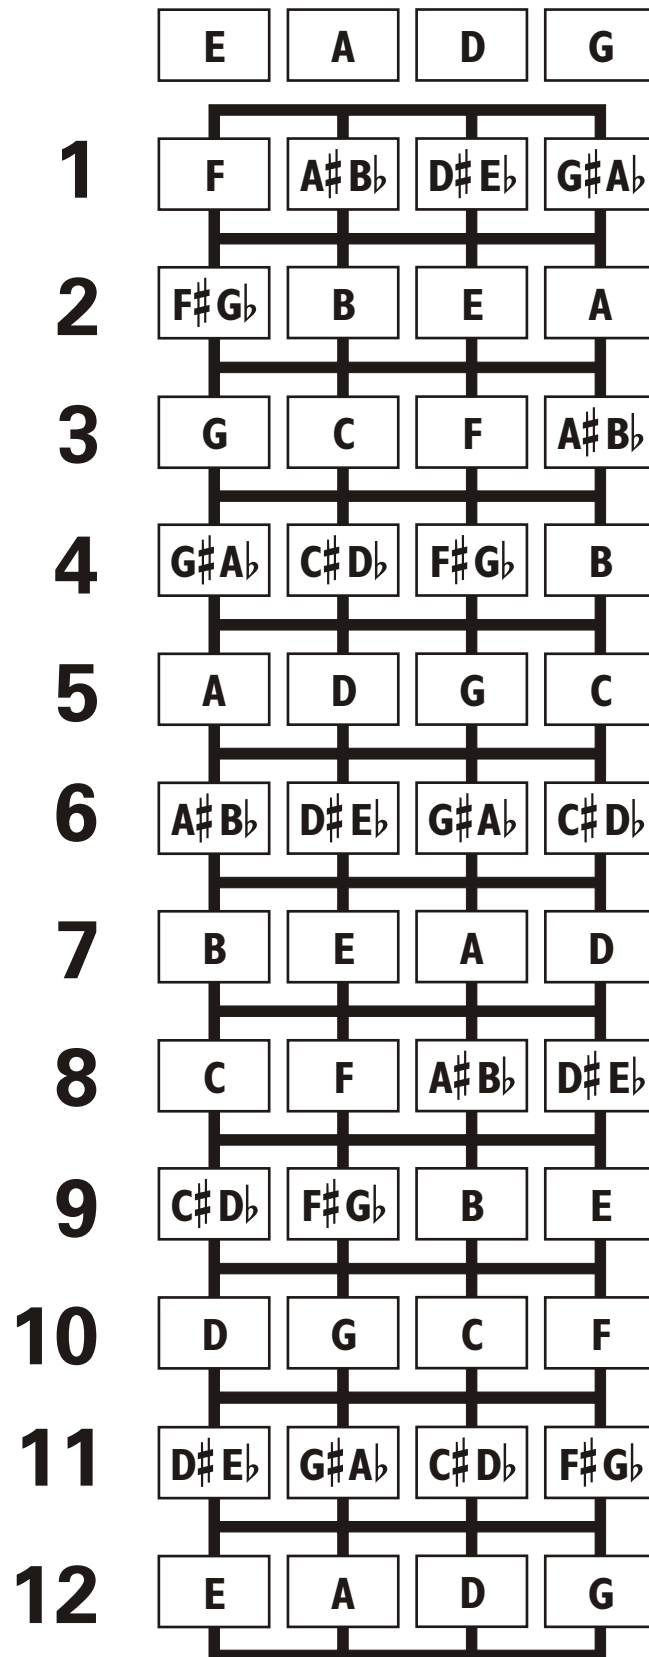 E A D G
1 F A♯B♭ D♯E♭ G♯A♭
2 F♯G♭ B E A
3 G C F A♯B♭
4 G♯A♭ C♯D♭ F♯G♭ B
5 A D G C
6 A♯B♭ D♯E♭ G♯A♭ C♯D♭
7 B E A D
8 C F A♯B♭ D♯E♭
9 C♯D♭ F♯G♭ B E
10 D G C F
11 D♯E♭ G♯A♭ C♯D♭ F♯G♭
12 E A D G